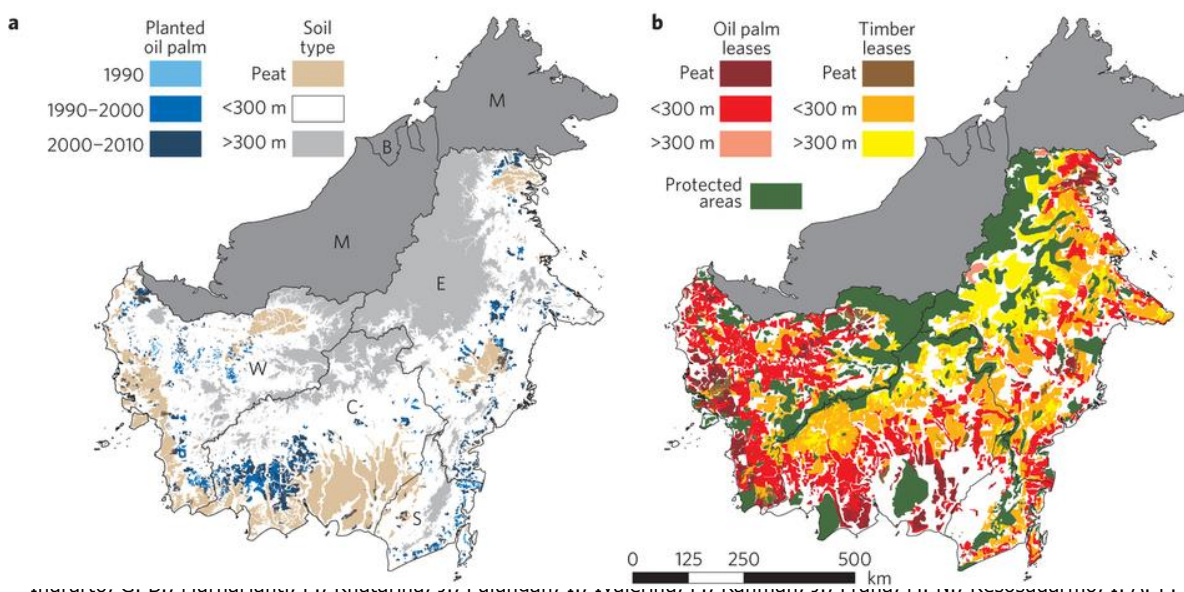 a
Planted oil palm
Soil type
1990
Peat
1990–2000
<300 m
2000–2010
>300 m
M
B
M
E
W
C
S
b
Oil palm leases
Timber leases
Peat
Peat
<300 m
<300 m
>300 m
>300 m
Protected areas
M
0 125 250 500
km